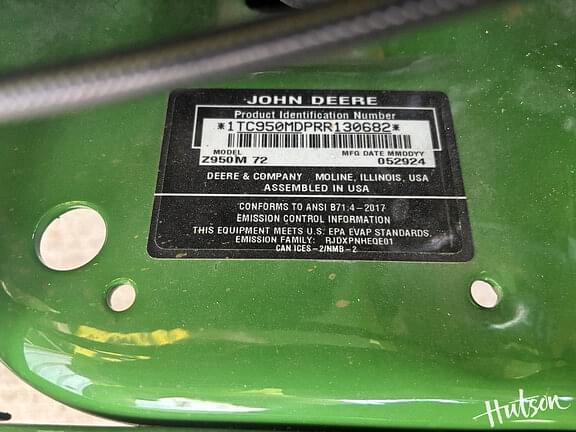 JOHN DEERE
Product Identification Number
*1TC950MDPRR130682*
MODEL MFG DATE MMDDYY
Z950M 72 052924
DEERE & COMPANY MOLINE, ILLINOIS, USA
ASSEMBLED IN USA
CONFORMS TO ANSI B71.4-2017
EMISSION CONTROL INFORMATION
THIS EQUIPMENT MEETS U.S. EPA EVAP STANDARDS.
EMISSION FAMILY: RJDXPNHEQE01
CAN ICES-2/NMB-2
Hutson